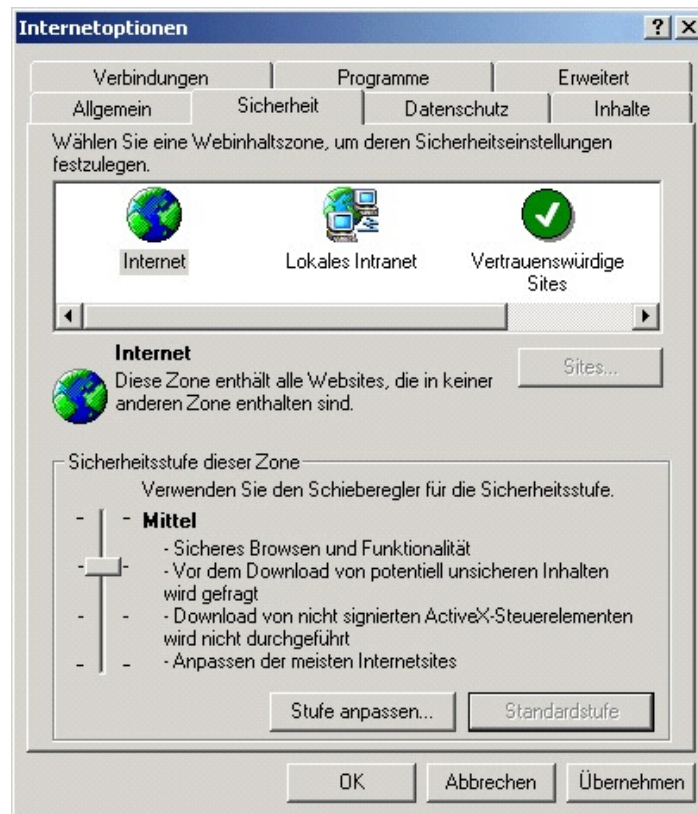 Internetoptionen
Verbindungen Programme Erweitert
Allgemein Sicherheit Datenschutz Inhalte
Wählen Sie eine Webinhaltszone, um deren Sicherheitseinstellungen
festzulegen.
Internet Lokales Intranet Vertrauenswürdige
Sites
Internet
Sites...
Diese Zone enthält alle Websites, die in keiner
anderen Zone enthalten sind.
Sicherheitsstufe dieser Zone
Verwenden Sie den Schieberegler für die Sicherheitsstufe.
Mittel
- Sicheres Browsen und Funktionalität
- Vor dem Download von potentiell unsicheren Inhalten
wird gefragt
- Download von nicht signierten ActiveX-Steuerelementen
wird nicht durchgeführt
- Anpassen der meisten Internetsites
Stufe anpassen... Standardstufe
OK Abbrechen Übernehmen